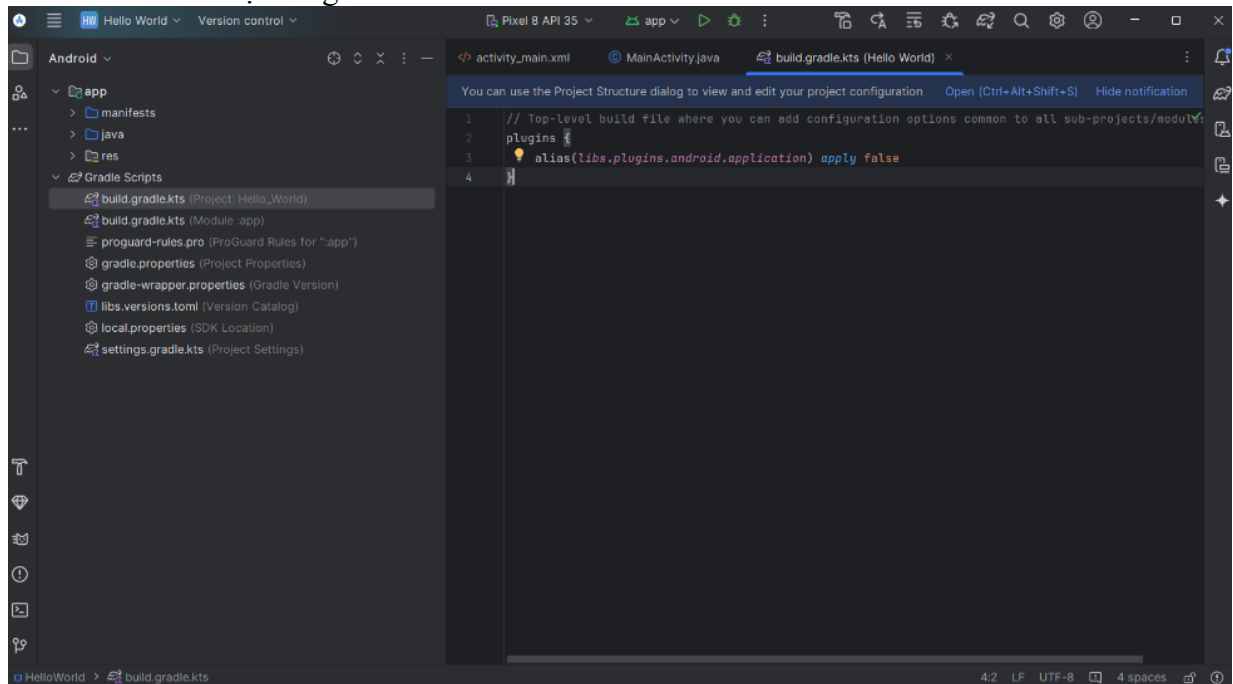 HW Hello World Version control Pixel 8 API 35 app
Android
activity_main.xml MainActivity.java build.gradle.kts (Hello World)
You can use the Project Structure dialog to view and edit your project configuration Open (Ctrl+Alt+Shift+S) Hide notification
app
manifests
java
res
Gradle Scripts
build.gradle.kts (Project: Hello_World)
build.gradle.kts (Module :app)
proguard-rules.pro (ProGuard Rules for ":app")
gradle.properties (Project Properties)
gradle-wrapper.properties (Gradle Version)
libs.versions.toml (Version Catalog)
local.properties (SDK Location)
settings.gradle.kts (Project Settings)
1 // Top-level build file where you can add configuration options common to all sub-projects/modules
2 plugins {
3 alias(libs.plugins.android.application) apply false
4 }
HelloWorld > build.gradle.kts 4:2 LF UTF-8 4 spaces